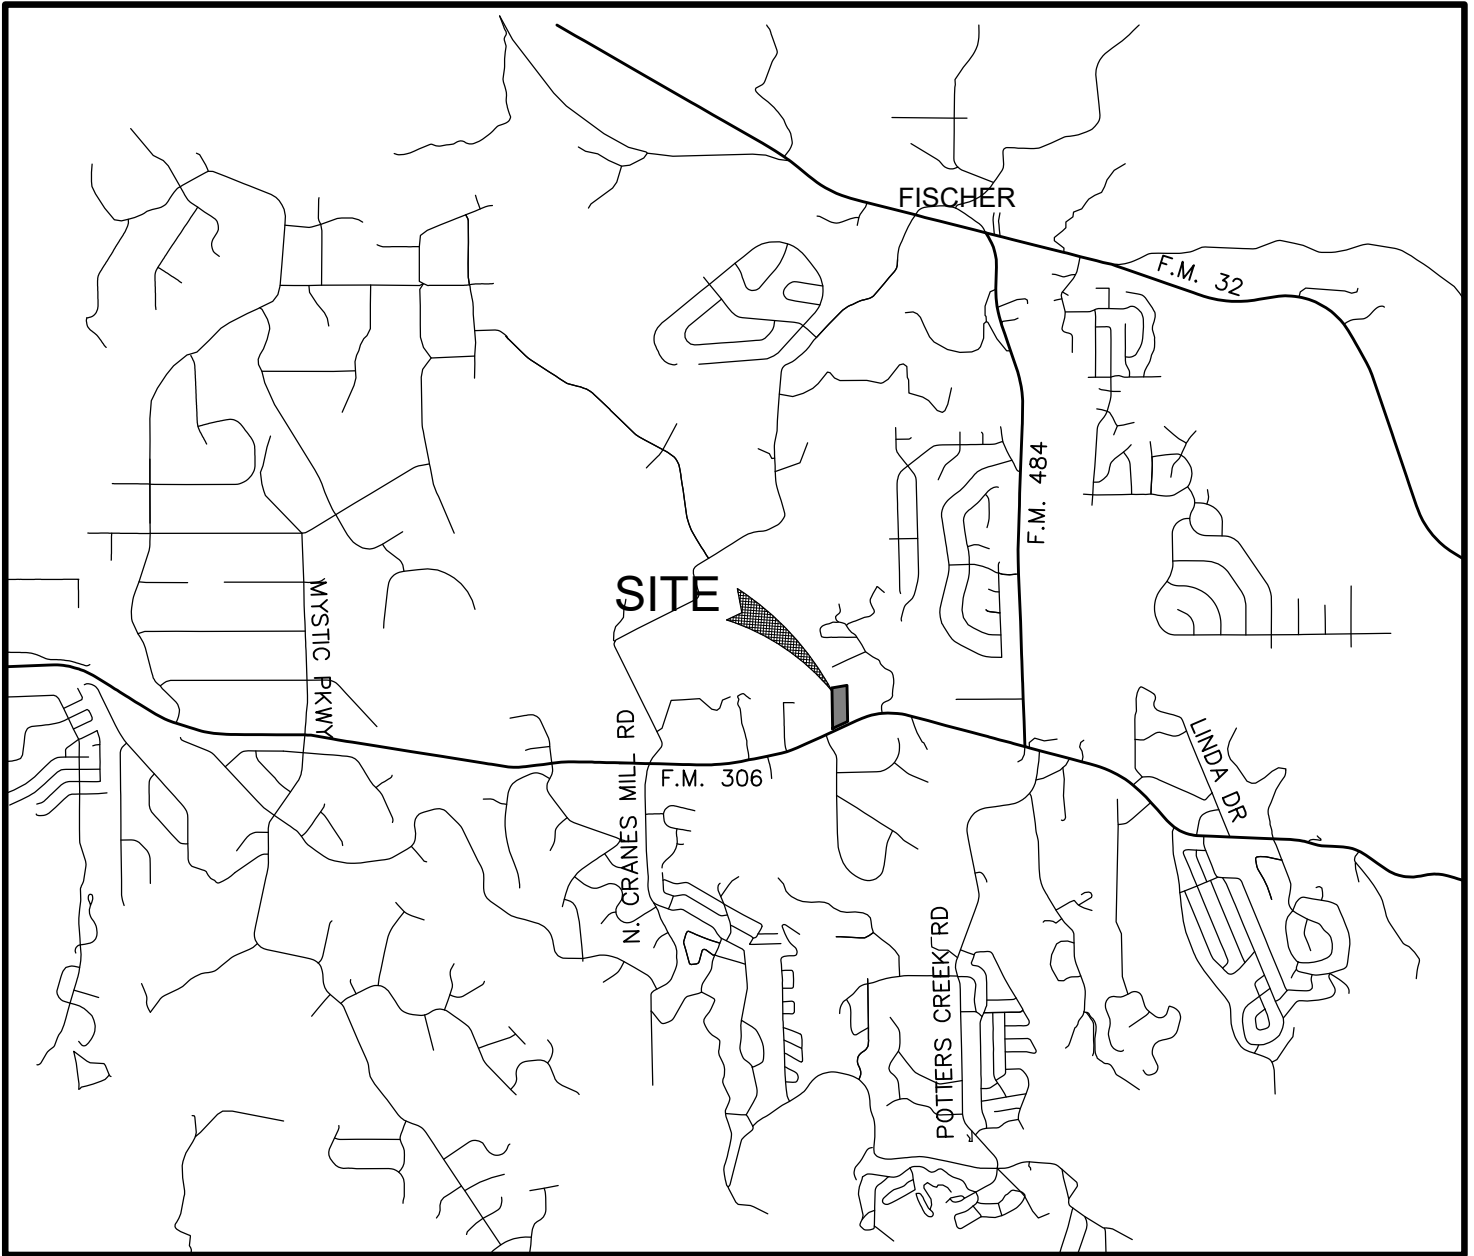 FISCHER
F.M. 32
F.M. 484
SITE
MYSTIC PKWY
N. CRANES MILL RD
F.M. 306
LINDA DR
POTTERS CREEK RD